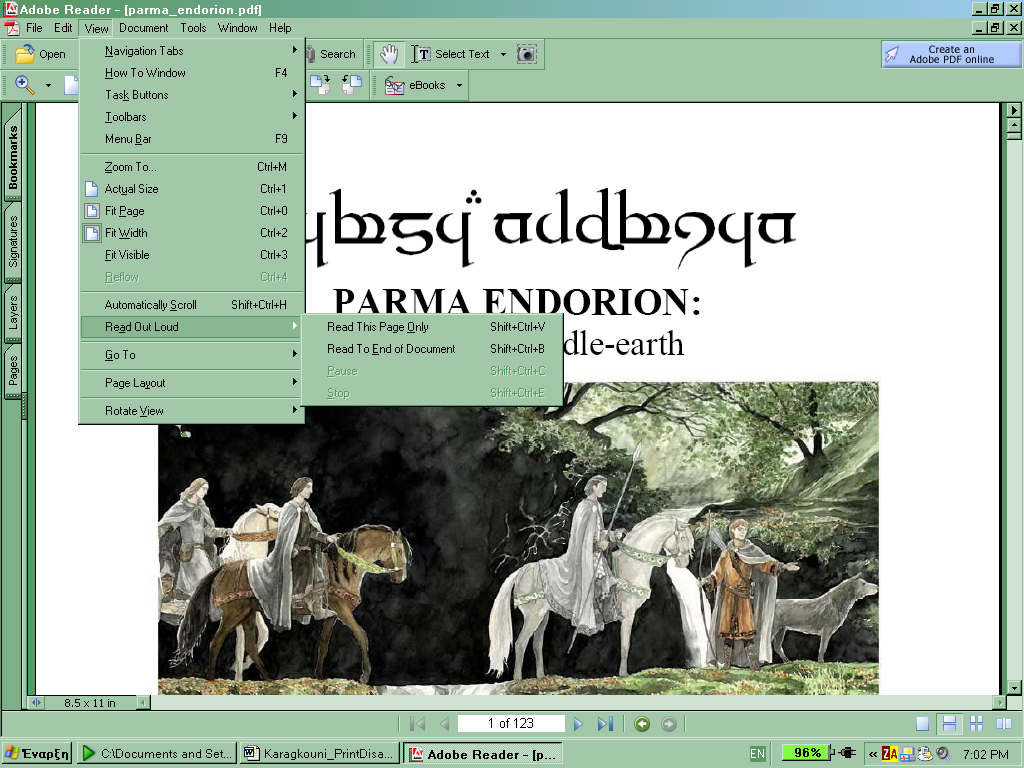 Adobe Reader - [parma_endorion.pdf]
File Edit View Document Tools Window Help
Open
Search
Select Text
Create an
Adobe PDF online
eBooks
Navigation Tabs
How To Window F4
Task Buttons
Toolbars
Menu Bar F9
Zoom To... Ctrl+M
Actual Size Ctrl+1
Fit Page Ctrl+0
Fit Width Ctrl+2
Fit Visible Ctrl+3
Reflow Ctrl+4
Automatically Scroll Shift+Ctrl+H
Read Out Loud
Go To
Page Layout
Rotate View
Read This Page Only Shift+Ctrl+V
Read To End of Document Shift+Ctrl+B
Pause Shift+Ctrl+C
Stop Shift+Ctrl+E
Bookmarks
Signatures
Layers
Pages
PARMA ENDORION:
dle-earth
8.5 x 11 in
1 of 123
Έναρξη
C:\Documents and Set...
Karagkouni_PrintDisa...
Adobe Reader - [p...
EN
96%
«
ZA
7:02 PM